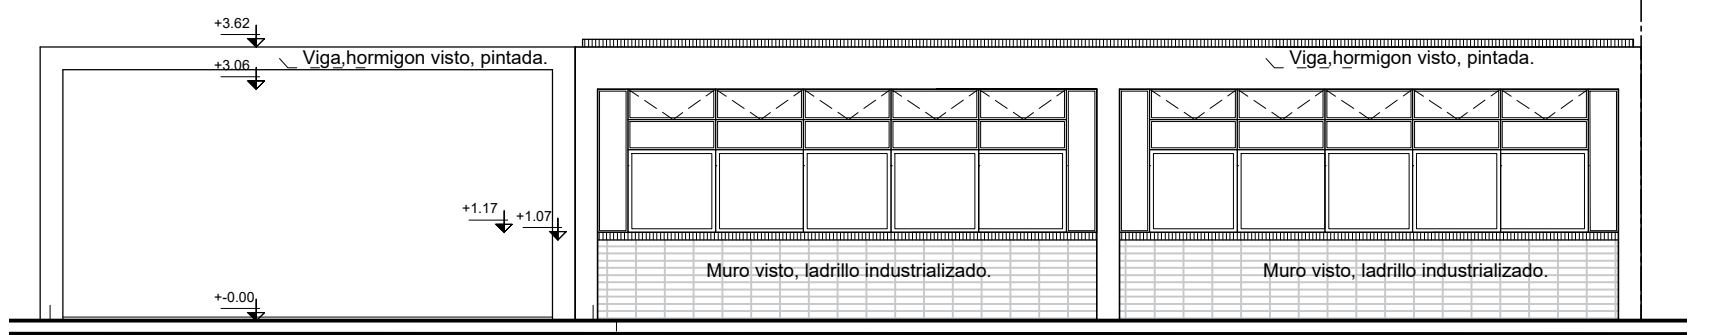 +3.62
Viga,hormigon visto, pintada.
Viga,hormigon visto, pintada.
+3.06
+1.17
+1.07
Muro visto, ladrillo industrializado.
Muro visto, ladrillo industrializado.
+-0.00